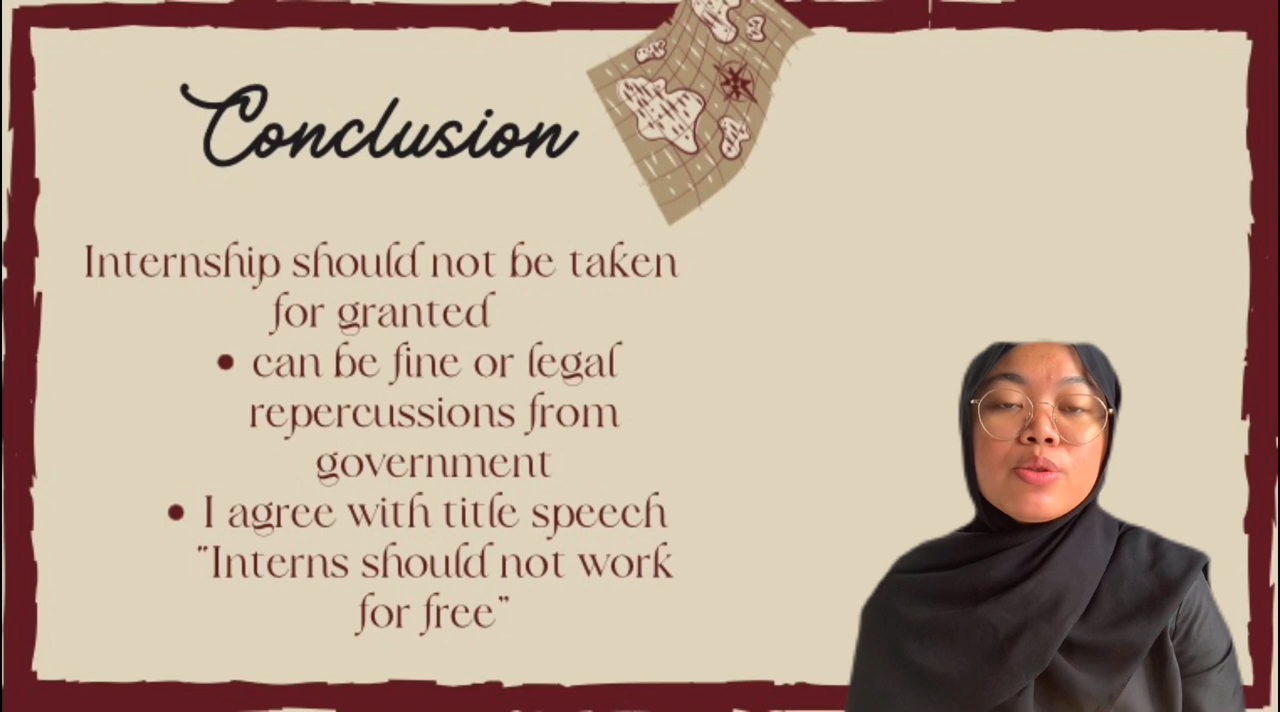 Conclusion
Internship should not be taken
for granted
• can be fine or legal
repercussions from
government
• I agree with title speech
"Interns should not work
for free"